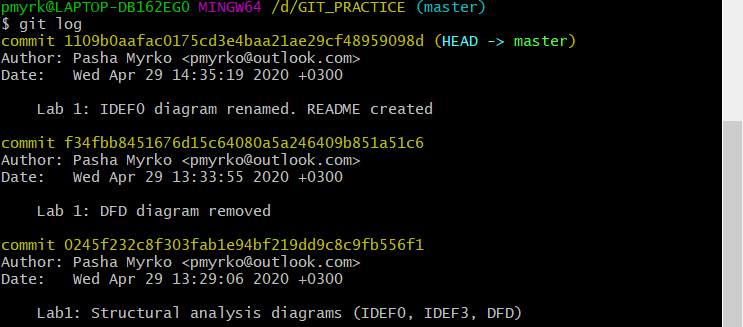 pmyrk@LAPTOP-DB162EG0 MINGW64 /d/GIT_PRACTICE (master)
$ git log
commit 1109b0aafac0175cd3e4baa21ae29cf48959098d (HEAD -> master)
Author: Pasha Myrko <pmyrko@outlook.com>
Date:   Wed Apr 29 14:35:19 2020 +0300
    Lab 1: IDEF0 diagram renamed. README created
commit f34fbb8451676d15c64080a5a246409b851a51c6
Author: Pasha Myrko <pmyrko@outlook.com>
Date:   Wed Apr 29 13:33:55 2020 +0300
    Lab 1: DFD diagram removed
commit 0245f232c8f303fab1e94bf219dd9c8c9fb556f1
Author: Pasha Myrko <pmyrko@outlook.com>
Date:   Wed Apr 29 13:29:06 2020 +0300
    Lab1: Structural analysis diagrams (IDEF0, IDEF3, DFD)